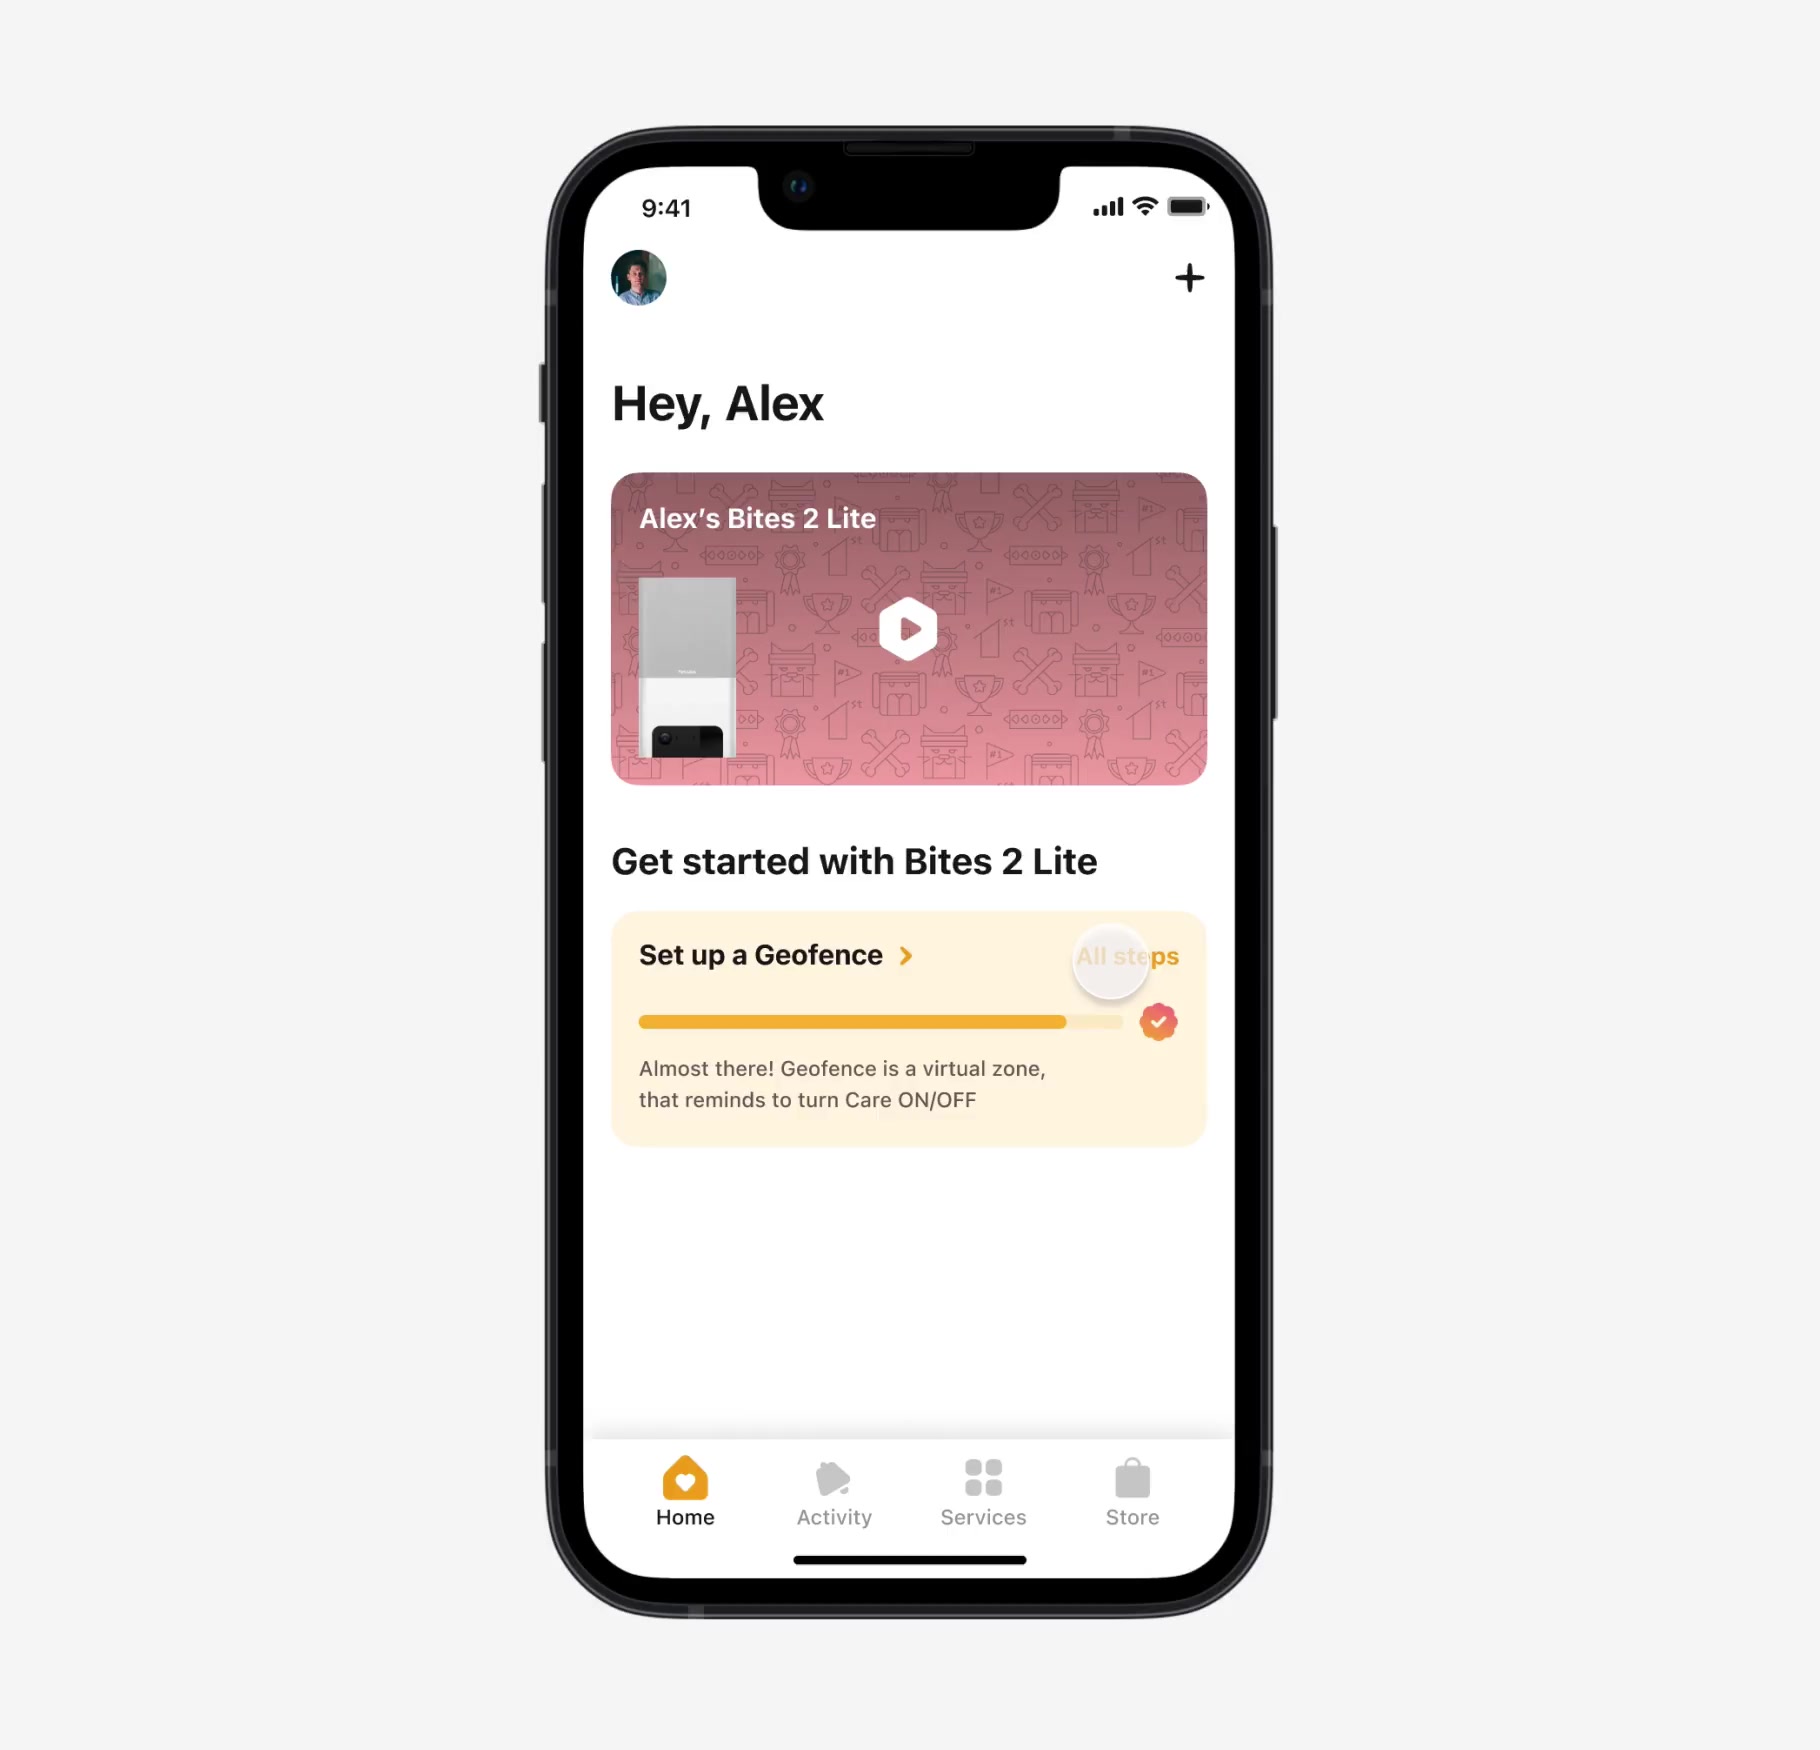 9:41
Hey, Alex
Alex’s Bites 2 Lite
Get started with Bites 2 Lite
Set up a Geofence
All steps
Almost there! Geofence is a virtual zone,
that reminds to turn Care ON/OFF
Home
Activity
Services
Store